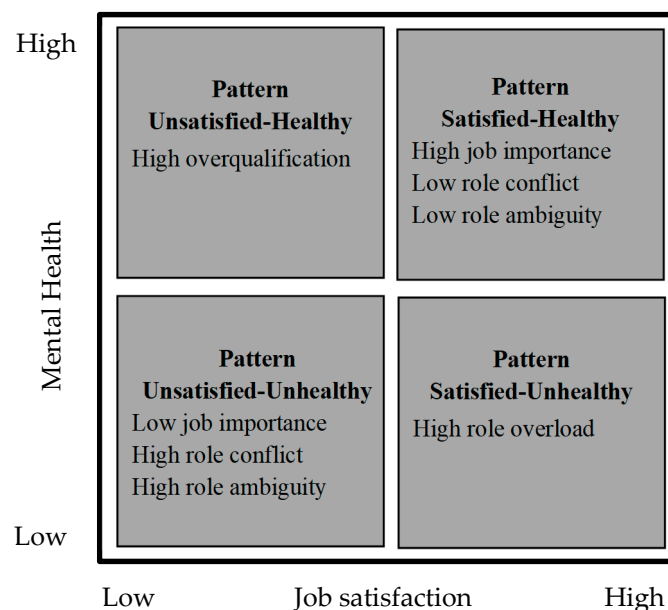 High
Pattern
Unsatisfied-Healthy
High overqualification
Pattern
Satisfied-Healthy
High job importance
Low role conflict
Low role ambiguity
Mental Health
Pattern
Unsatisfied-Unhealthy
Low job importance
High role conflict
High role ambiguity
Pattern
Satisfied-Unhealthy
High role overload
Low
Low Job satisfaction High